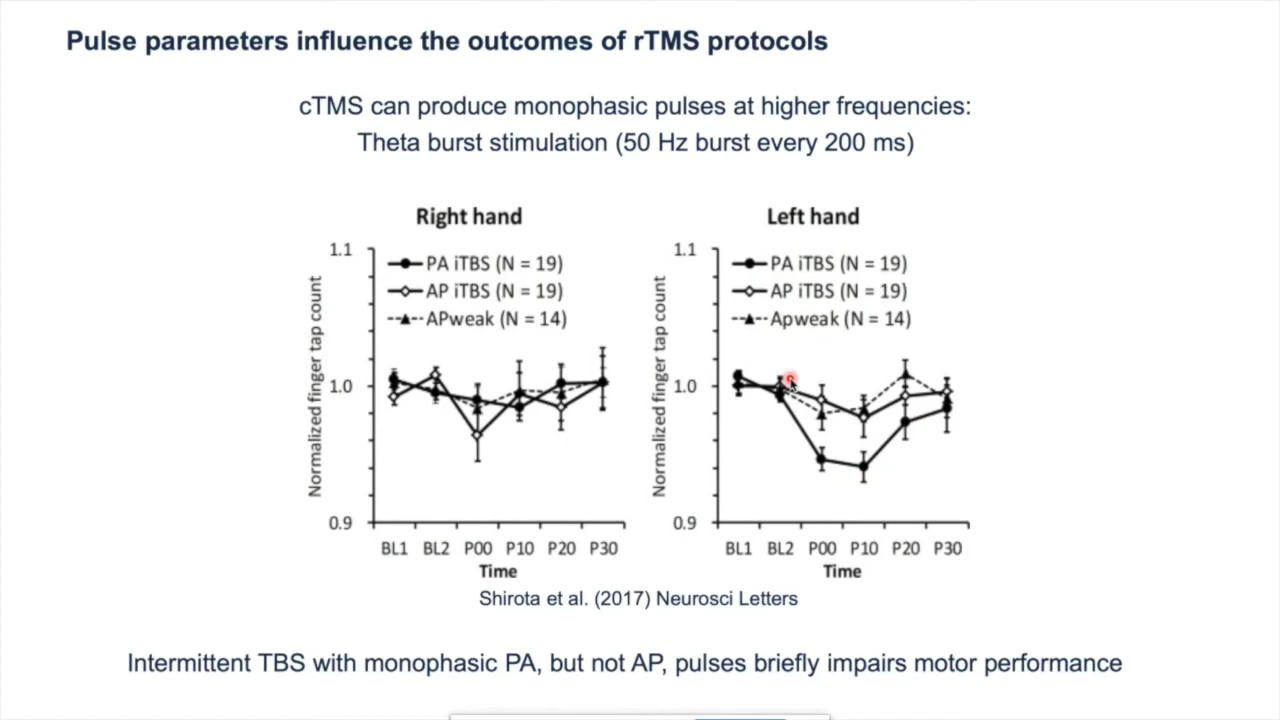 Pulse parameters influence the outcomes of rTMS protocols
cTMS can produce monophasic pulses at higher frequencies:
Theta burst stimulation (50 Hz burst every 200 ms)
Right hand
Normalized finger tap count
1.1
1.0
0.9
PA iTBS (N = 19)
AP iTBS (N = 19)
APweak (N = 14)
BL1 BL2 P00 P10 P20 P30
Time
Left hand
Normalized finger tap count
1.1
1.0
0.9
PA iTBS (N = 19)
AP iTBS (N = 19)
Apweak (N = 14)
BL1 BL2 P00 P10 P20 P30
Time
Shirota et al. (2017) Neurosci Letters
Intermittent TBS with monophasic PA, but not AP, pulses briefly impairs motor performance